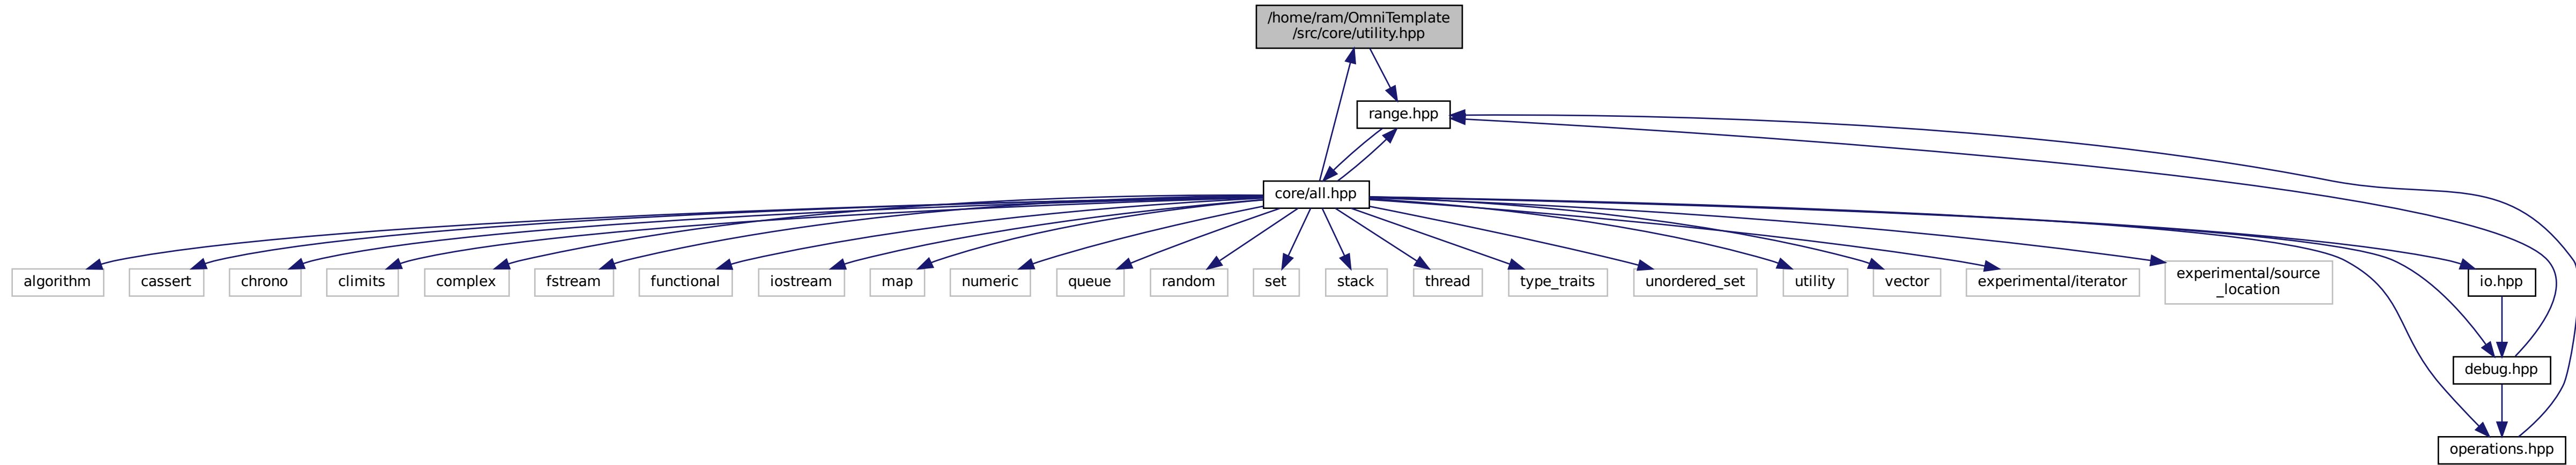 /home/ram/OmniTemplate
/src/core/utility.hpp
range.hpp
core/all.hpp
algorithm
cassert
chrono
climits
complex
fstream
functional
iostream
map
numeric
queue
random
set
stack
thread
type_traits
unordered_set
utility
vector
experimental/iterator
experimental/source
_location
io.hpp
debug.hpp
operations.hpp